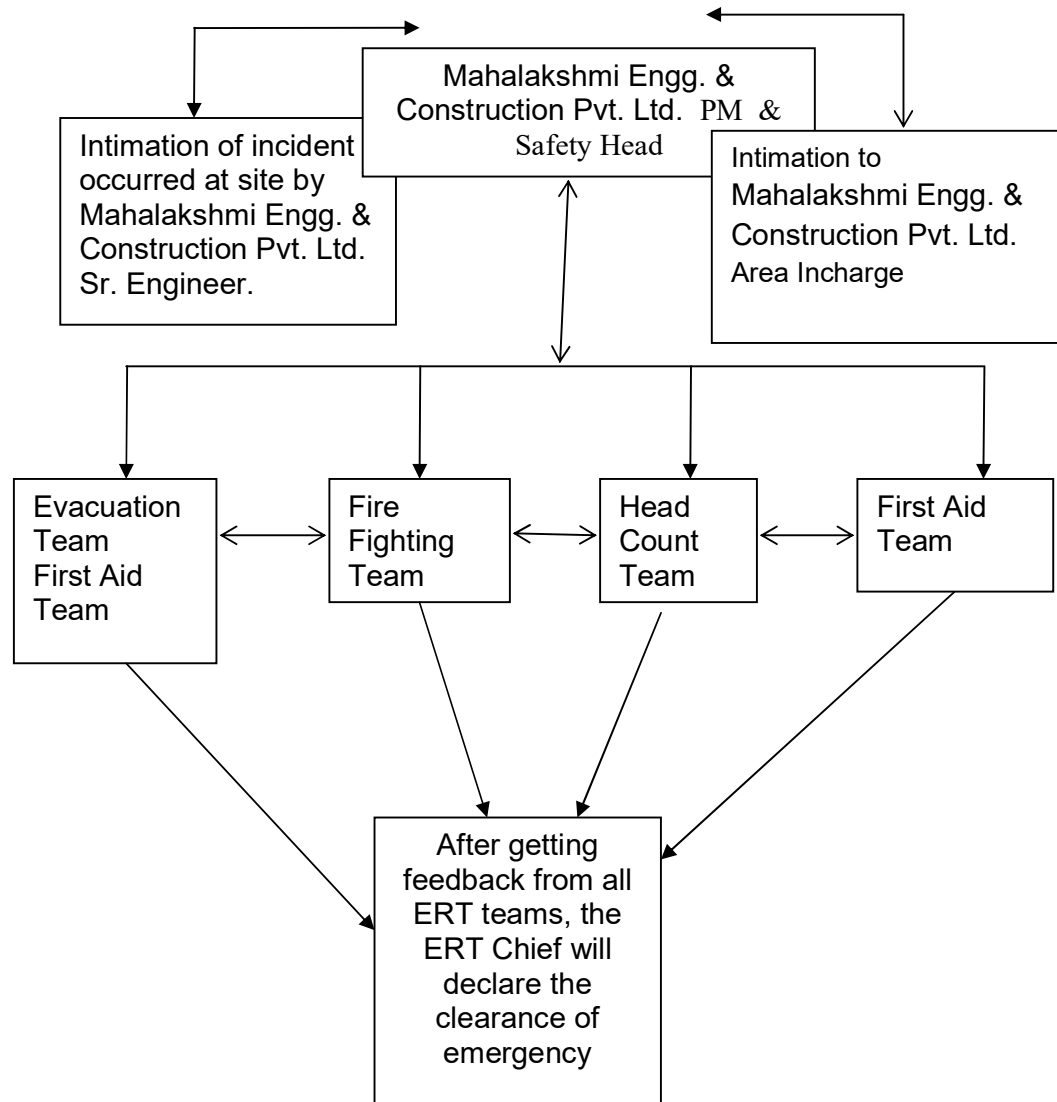 Mahalakshmi Engg. &
Construction Pvt. Ltd. PM &
Safety Head
Intimation of incident
occurred at site by
Mahalakshmi Engg. &
Construction Pvt. Ltd.
Sr. Engineer.
Intimation to
Mahalakshmi Engg. &
Construction Pvt. Ltd.
Area Incharge
Evacuation
Team
First Aid
Team
Fire
Fighting
Team
Head
Count
Team
First Aid
Team
After getting
feedback from all
ERT teams, the
ERT Chief will
declare the
clearance of
emergency